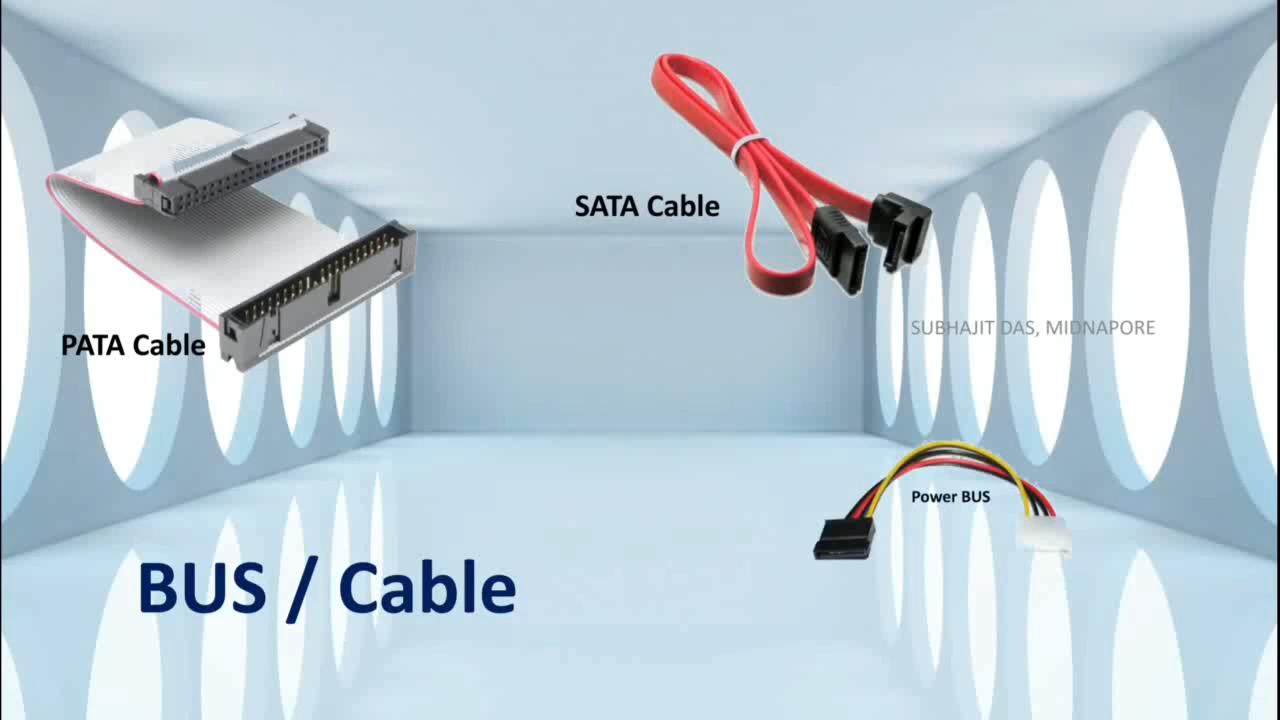 SATA Cable
SUBHAJIT DAS, MIDNAPORE
PATA Cable
Power BUS
BUS / Cable